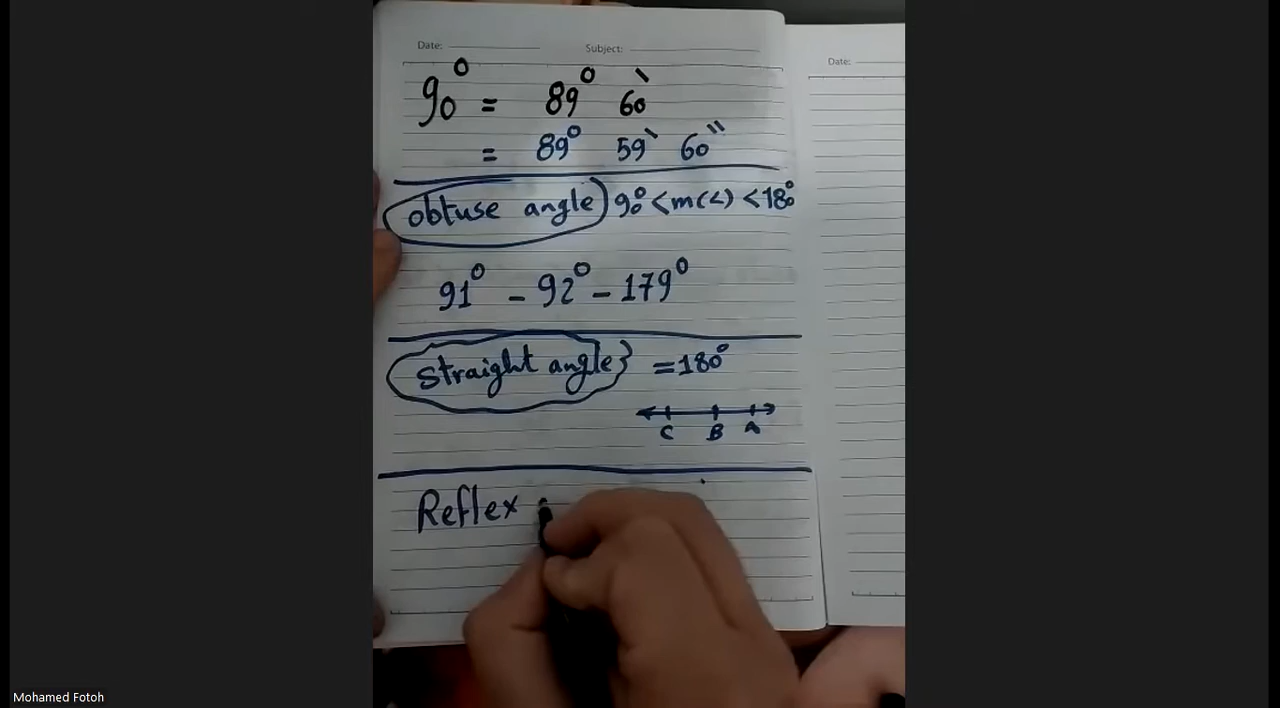 Date: Subject:
90° = 89° 60'
= 89° 59' 60"
obtuse angle 90° < m(∠) < 180°
91° - 92° - 179°
Straight angle } = 180°
C B A
Reflex
Date:
Mohamed Fotoh